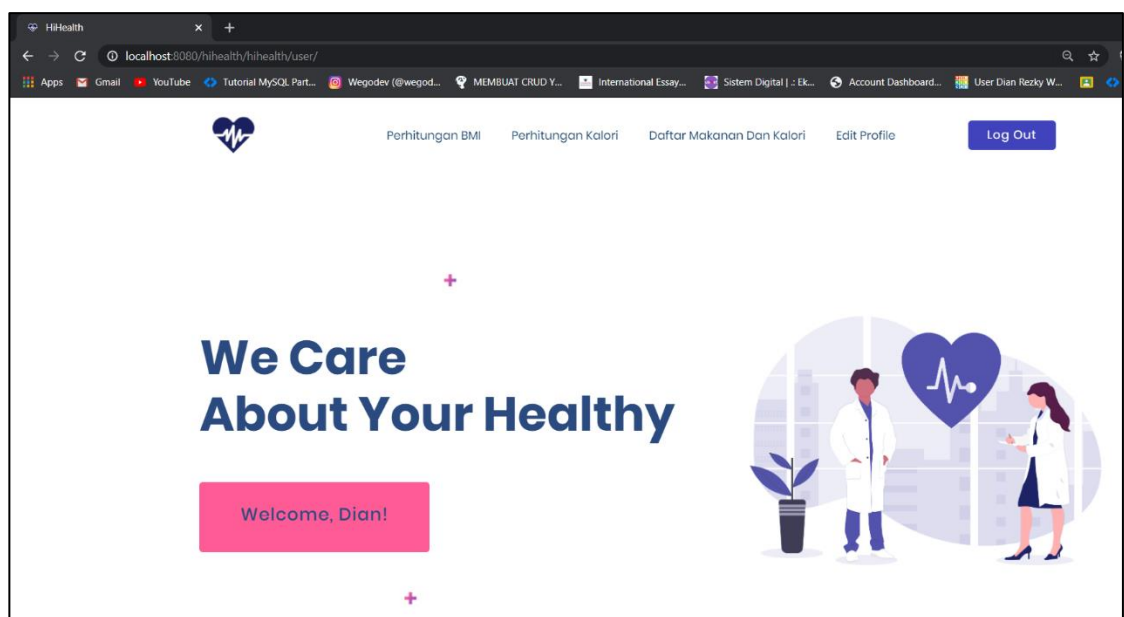 HiHealth
localhost:8080/hihealth/hihealth/user/
Apps Gmail YouTube Tutorial MySQL Part... Wegodev (@wegod... MEMBUAT CRUD Y... International Essay... Sistem Digital | .: Ek... Account Dashboard... User Dian Rezky W...
Perhitungan BMI Perhitungan Kalori Daftar Makanan Dan Kalori Edit Profile Log Out
We Care
About Your Healthy
Welcome, Dian!